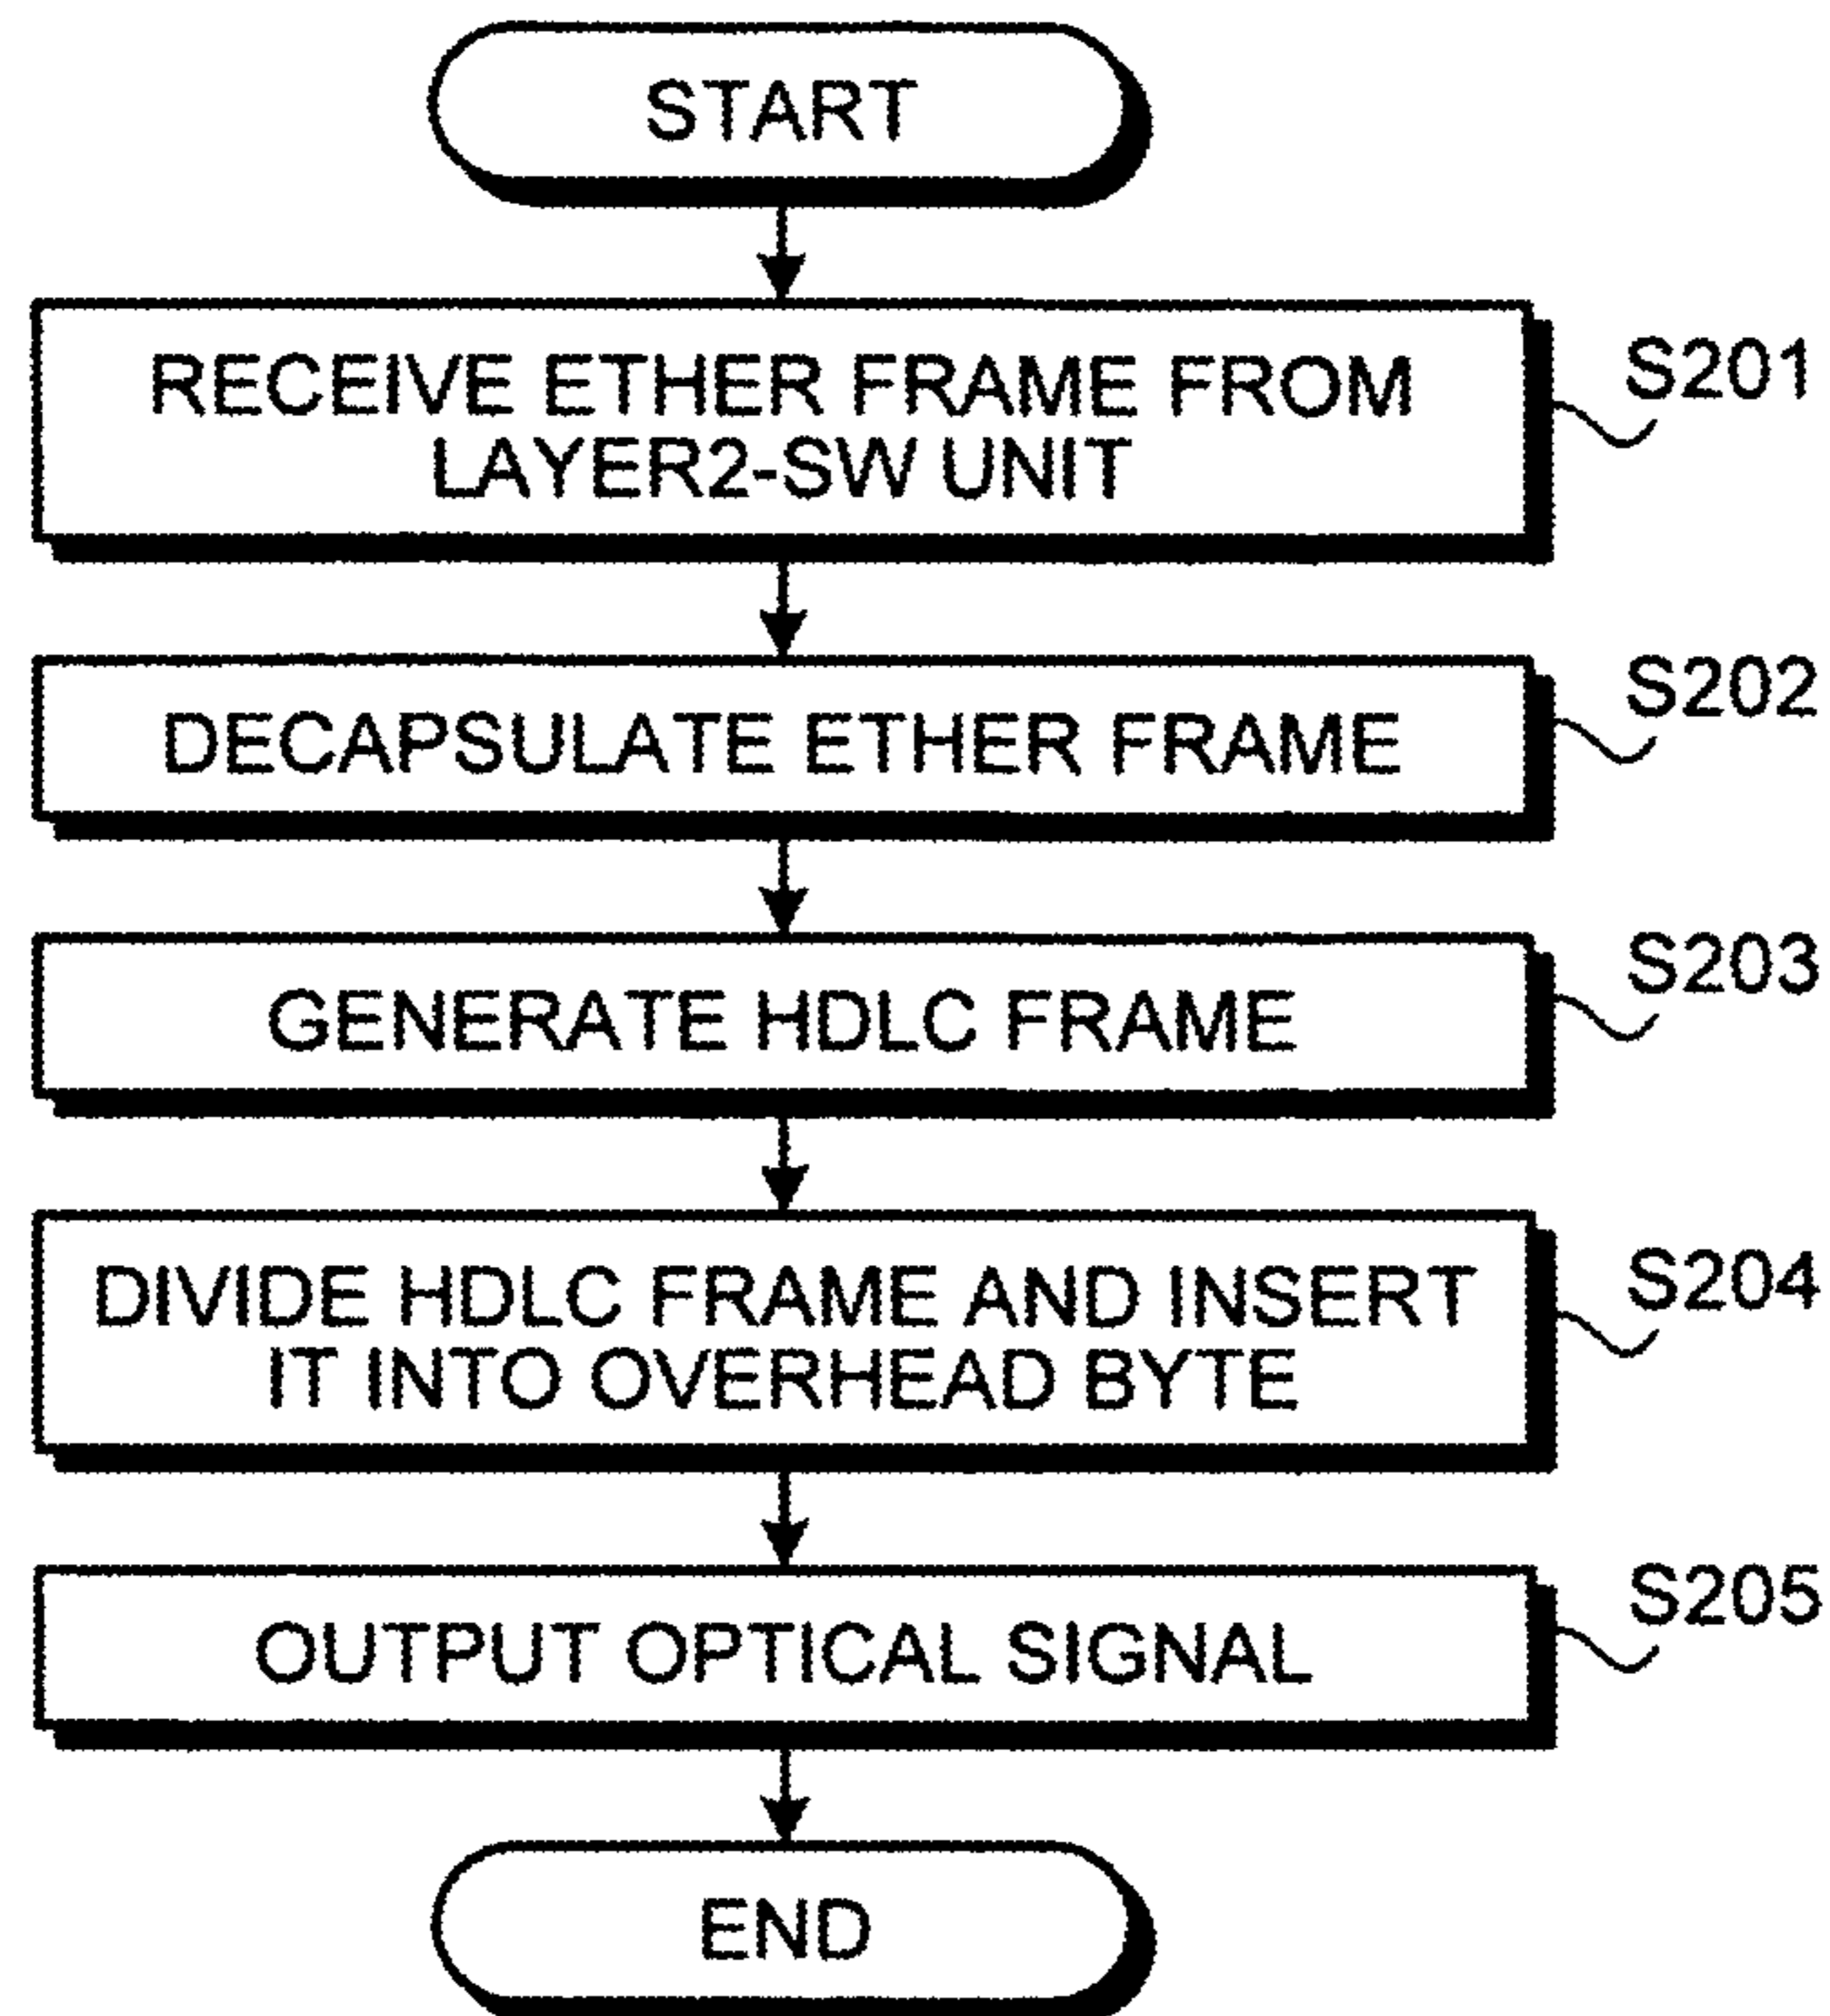 START
RECEIVE ETHER FRAME FROM
LAYER2-SW UNIT
S201
DECAPSULATE ETHER FRAME
S202
GENERATE HDLC FRAME
S203
DIVIDE HDLC FRAME AND INSERT
IT INTO OVERHEAD BYTE
S204
OUTPUT OPTICAL SIGNAL
S205
END